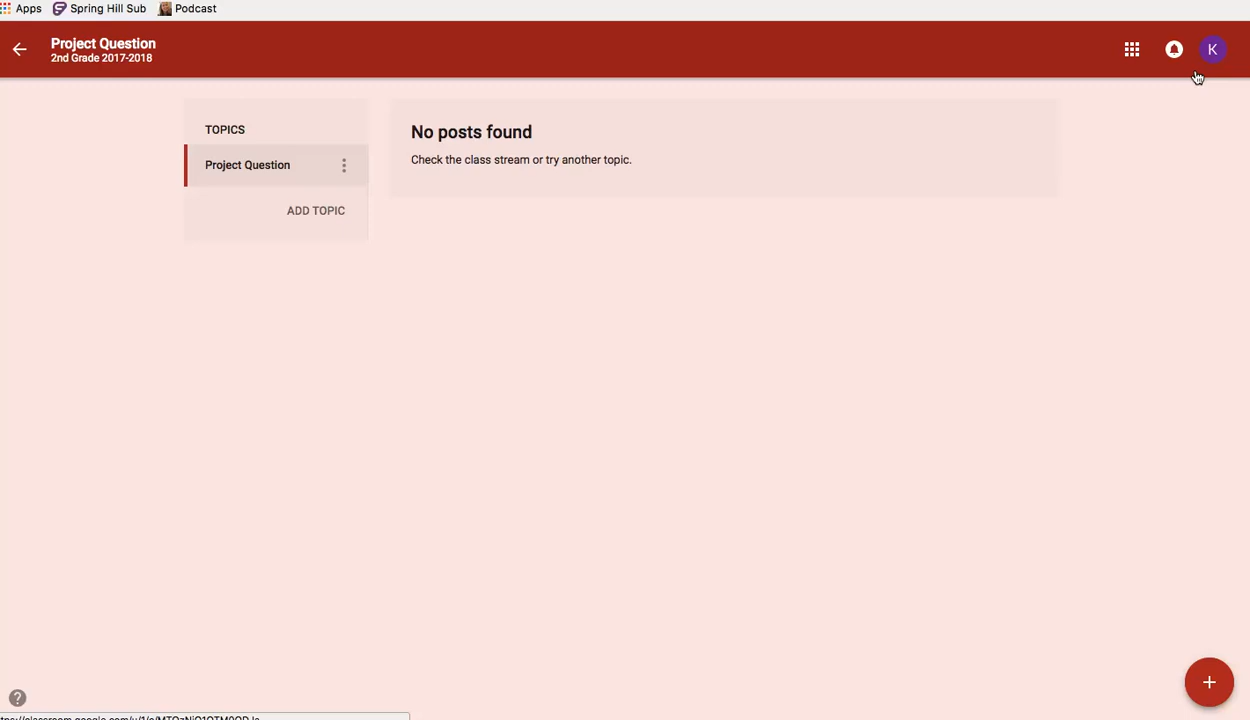 Apps Spring Hill Sub Podcast
Project Question
2nd Grade 2017-2018
K
TOPICS
Project Question
ADD TOPIC
No posts found
Check the class stream or try another topic.
+
?